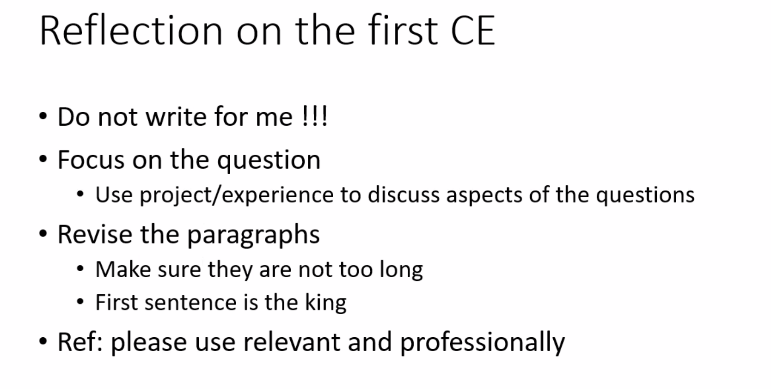 Reflection on the first CE
• Do not write for me !!!
• Focus on the question
• Use project/experience to discuss aspects of the questions
• Revise the paragraphs
• Make sure they are not too long
• First sentence is the king
• Ref: please use relevant and professionally